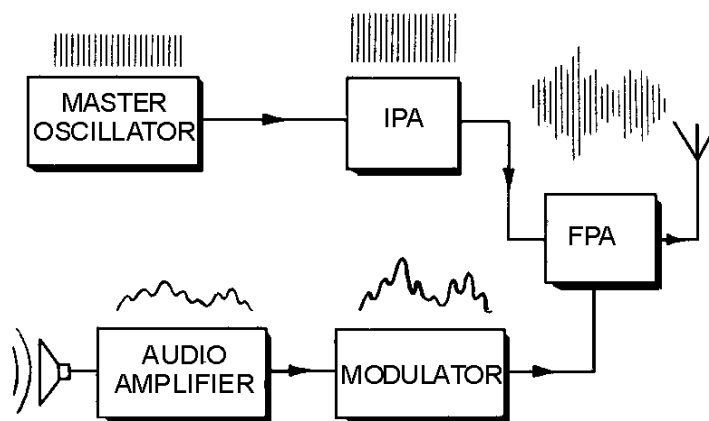 MASTER
OSCILLATOR
IPA
FPA
AUDIO
AMPLIFIER
MODULATOR